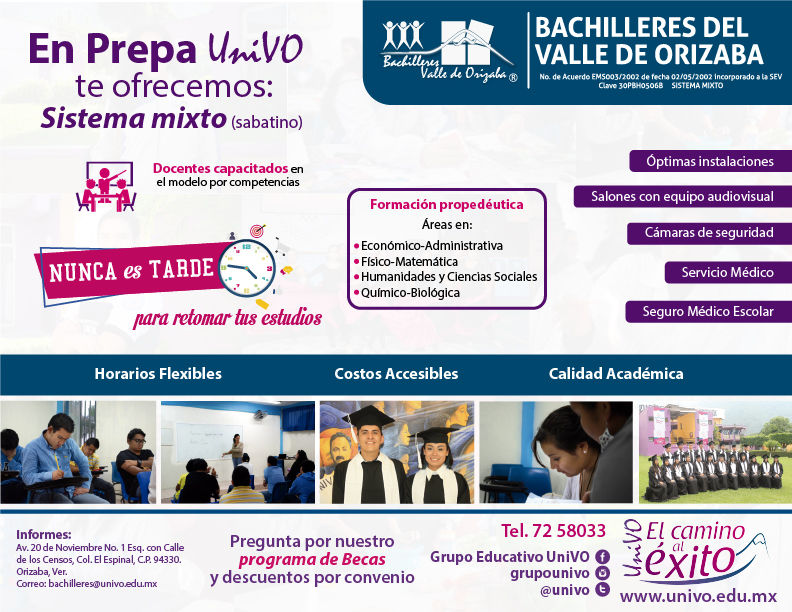 En Prepa UniVO
te ofrecemos:
Sistema mixto (sabatino)
Bachilleres
Valle de Orizaba ®
BACHILLERES DEL
VALLE DE ORIZABA
No. de Acuerdo EMS003/2002 de fecha 02/05/2002 incorporado a la SEV
Clave 30PBH0506B SISTEMA MIXTO
Docentes capacitados en
el modelo por competencias
NUNCA es TARDE
para retomar tus estudios
Formación propedéutica
Áreas en:
•Económico-Administrativa
•Físico-Matemática
•Humanidades y Ciencias Sociales
•Químico-Biológica
Óptimas instalaciones
Salones con equipo audiovisual
Cámaras de seguridad
Servicio Médico
Seguro Médico Escolar
Horarios Flexibles
Costos Accesibles
Calidad Académica
Informes:
Av. 20 de Noviembre No. 1 Esq. con Calle
de los Censos, Col. El Espinal, C.P. 94330.
Orizaba, Ver.
Correo: bachilleres@univo.edu.mx
Pregunta por nuestro
programa de Becas
y descuentos por convenio
Tel. 72 58033
Grupo Educativo UniVO
grupounivo
@univo
UniVO
El camino
al
éxito
www.univo.edu.mx